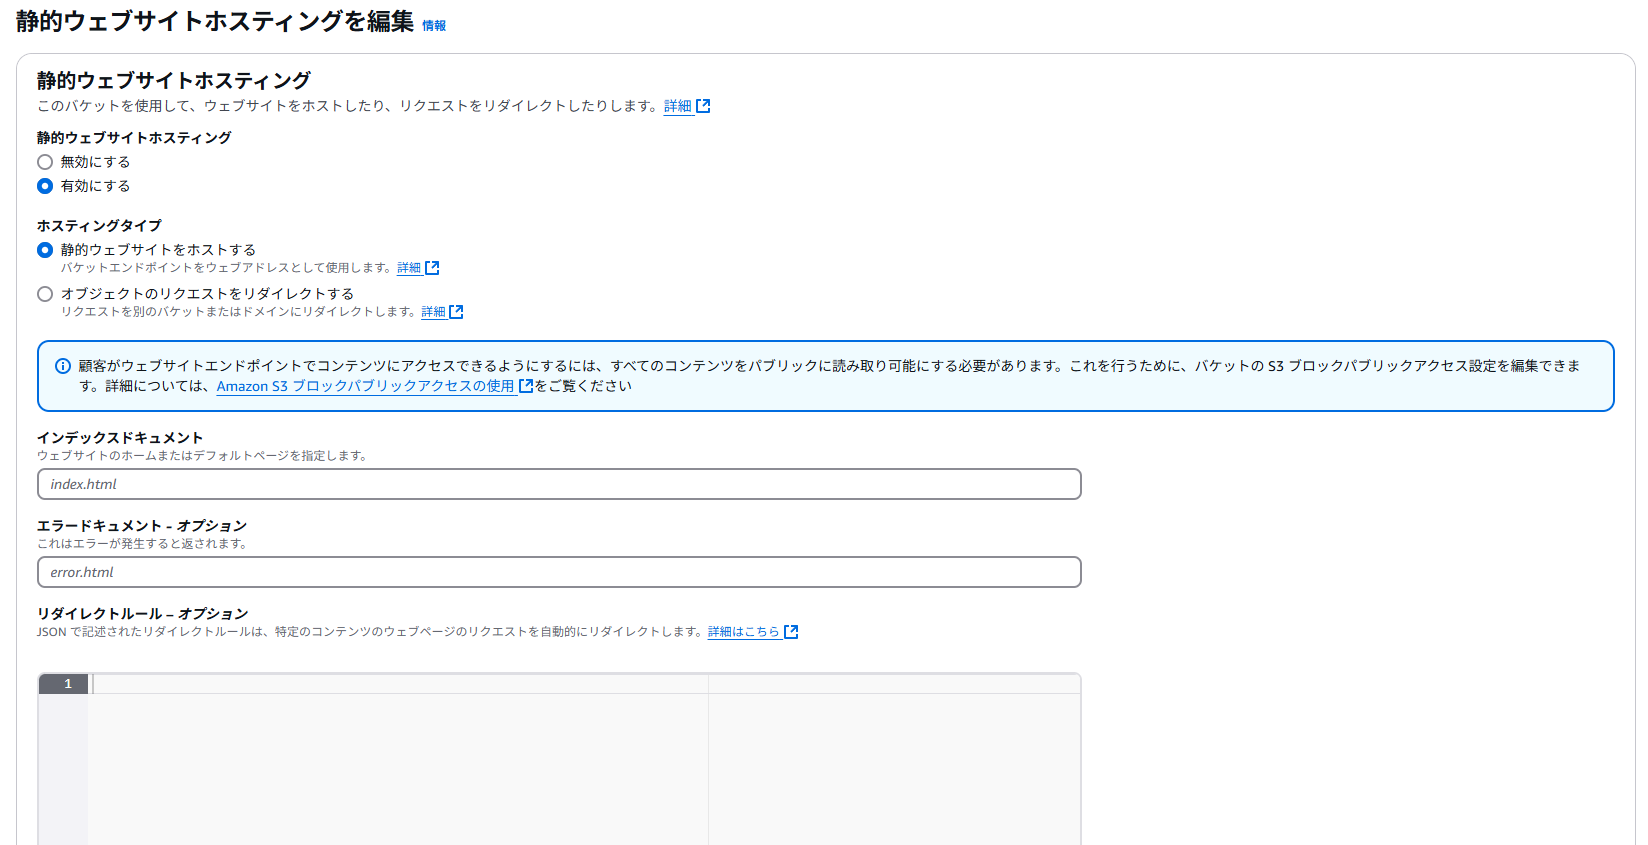 静的ウェブサイトホスティングを編集 情報
静的ウェブサイトホスティング
このバケットを使用して、ウェブサイトをホストしたり、リクエストをリダイレクトしたりします。詳細
静的ウェブサイトホスティング
無効にする
有効にする
ホスティングタイプ
静的ウェブサイトをホストする
バケットエンドポイントをウェブアドレスとして使用します。詳細
オブジェクトのリクエストをリダイレクトする
リクエストを別のバケットまたはドメインにリダイレクトします。詳細
顧客がウェブサイトエンドポイントでコンテンツにアクセスできるようにするには、すべてのコンテンツをパブリックに読み取り可能にする必要があります。これを行うために、バケットの S3 ブロックパブリックアクセス設定を編集できま
す。詳細については、Amazon S3 ブロックパブリックアクセスの使用をご覧ください
インデックスドキュメント
ウェブサイトのホームまたはデフォルトページを指定します。
index.html
エラードキュメント - オプション
これはエラーが発生すると返されます。
error.html
リダイレクトルール – オプション
JSON で記述されたリダイレクトルールは、特定のコンテンツのウェブページのリクエストを自動的にリダイレクトします。詳細はこちら
1